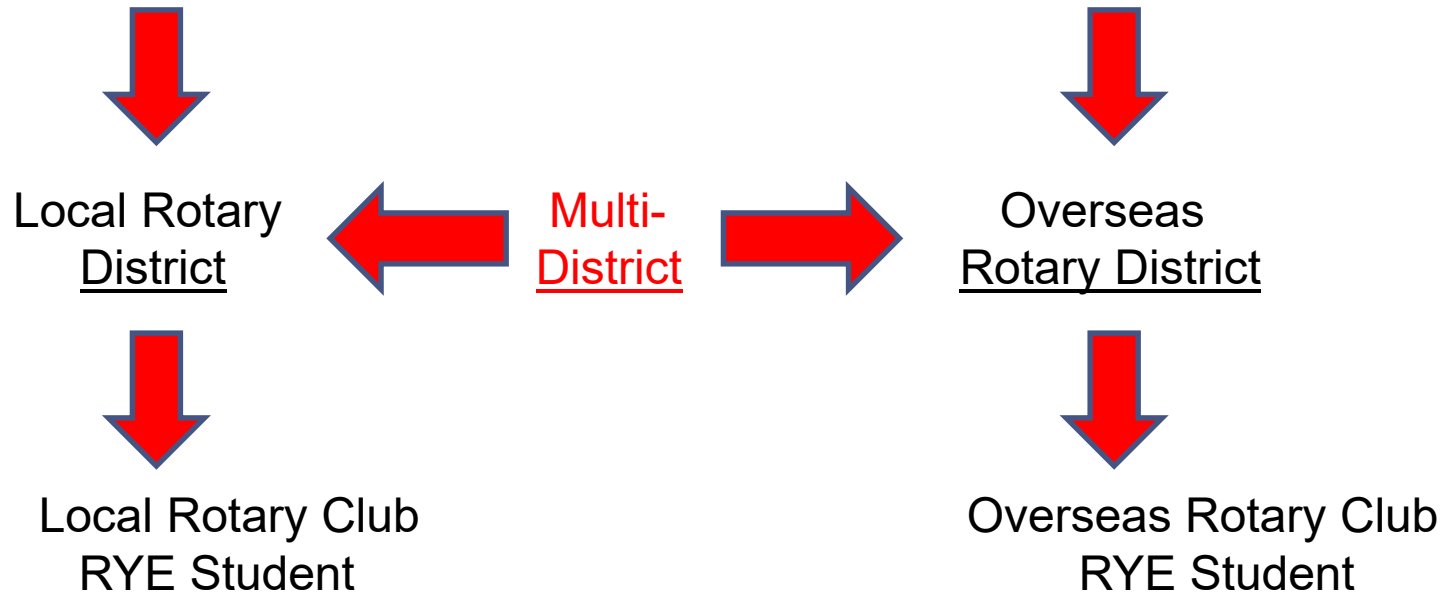 Local Rotary
District
Multi-
District
Overseas
Rotary District
Local Rotary Club
RYE Student
Overseas Rotary Club
RYE Student